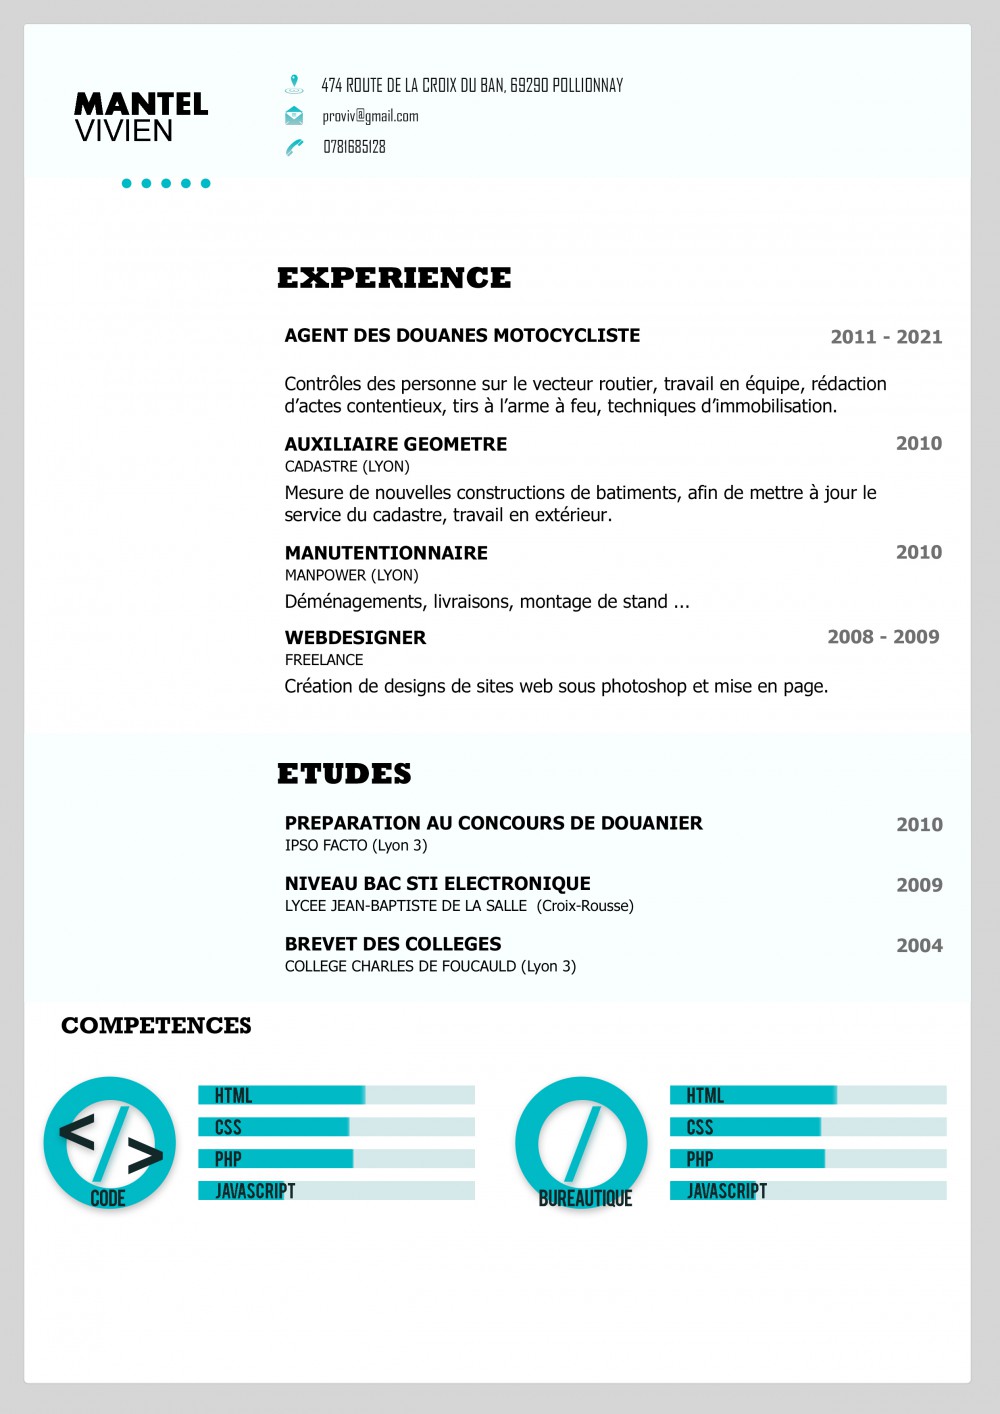 MANTEL
VIVIEN
474 ROUTE DE LA CROIX DU BAN, 69290 POLLIONNAY
proviv@gmail.com
0781685128
EXPERIENCE
AGENT DES DOUANES MOTOCYCLISTE 2011 - 2021
Contrôles des personne sur le vecteur routier, travail en équipe, rédaction
d’actes contentieux, tirs à l’arme à feu, techniques d’immobilisation.
AUXILIAIRE GEOMETRE 2010
CADASTRE (LYON)
Mesure de nouvelles constructions de batiments, afin de mettre à jour le
service du cadastre, travail en extérieur.
MANUTENTIONNAIRE 2010
MANPOWER (LYON)
Déménagements, livraisons, montage de stand ...
WEBDESIGNER 2008 - 2009
FREELANCE
Création de designs de sites web sous photoshop et mise en page.
ETUDES
PREPARATION AU CONCOURS DE DOUANIER 2010
IPSO FACTO (Lyon 3)
NIVEAU BAC STI ELECTRONIQUE 2009
LYCEE JEAN-BAPTISTE DE LA SALLE  (Croix-Rousse)
BREVET DES COLLEGES 2004
COLLEGE CHARLES DE FOUCAULD (Lyon 3)
COMPETENCES
</>
CODE
HTML
CSS
PHP
JAVASCRIPT
/
BUREAUTIQUE
HTML
CSS
PHP
JAVASCRIPT